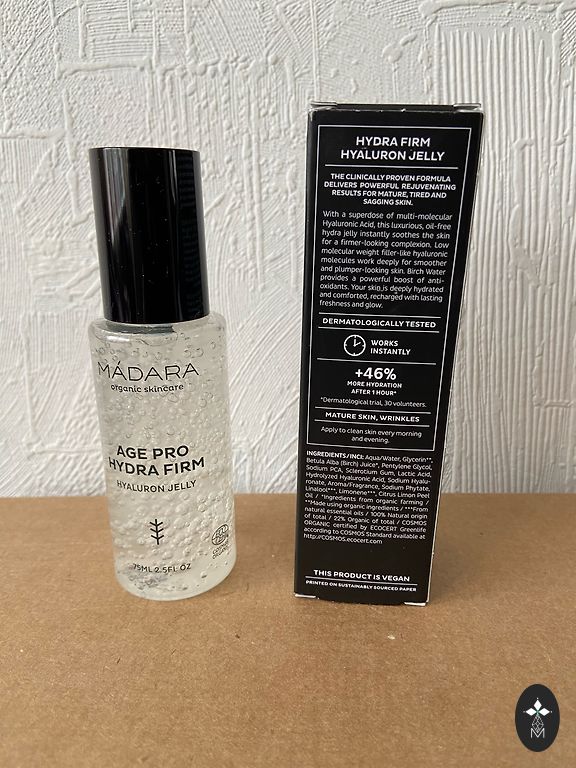 MÁDARA
organic skincare
AGE PRO
HYDRA FIRM
HYALURON JELLY
75ML 2.5FL OZ
HYDRA FIRM
HYALURON JELLY
THE CLINICALLY PROVEN FORMULA
DELIVERS POWERFUL REJUVENATING
RESULTS FOR MATURE, TIRED AND
SAGGING SKIN.
With a superdose of multi-molecular
Hyaluronic Acid, this luxurious, oil-free
hydra jelly instantly soothes the skin
for a firmer-looking complexion. Low
molecular weight filler-like hyaluronic
molecules work deeply for smoother
and plumper-looking skin. Birch Water
provides a powerful boost of anti-
oxidants. Your skin is deeply hydrated
and comforted, recharged with lasting
freshness and glow.
DERMATOLOGICALLY TESTED
WORKS
INSTANTLY
+46%
MORE HYDRATION
AFTER 1 HOUR*
*Dermatological trial, 30 volunteers.
MATURE SKIN, WRINKLES
Apply to clean skin every morning
and evening.
INGREDIENTS/INCI: Aqua/Water, Glycerin**,
Betula Alba (Birch) Juice*, Pentylene Glycol,
Sodium PCA, Sclerotium Gum, Lactic Acid,
Hydrolyzed Hyaluronic Acid, Sodium Hyalu-
ronate, Aroma/Fragrance, Sodium Phytate,
Linalool***, Limonene***, Citrus Limon Peel
Oil / *Ingredients from organic farming /
**Made using organic ingredients / ***From
natural essential oils / 100% Natural origin
of total / 22% Organic of total / COSMOS
ORGANIC certified by ECOCERT Greenlife
according to COSMOS Standard available at
http://COSMOS.ecocert.com
THIS PRODUCT IS VEGAN
PRINTED ON SUSTAINABLY SOURCED PAPER